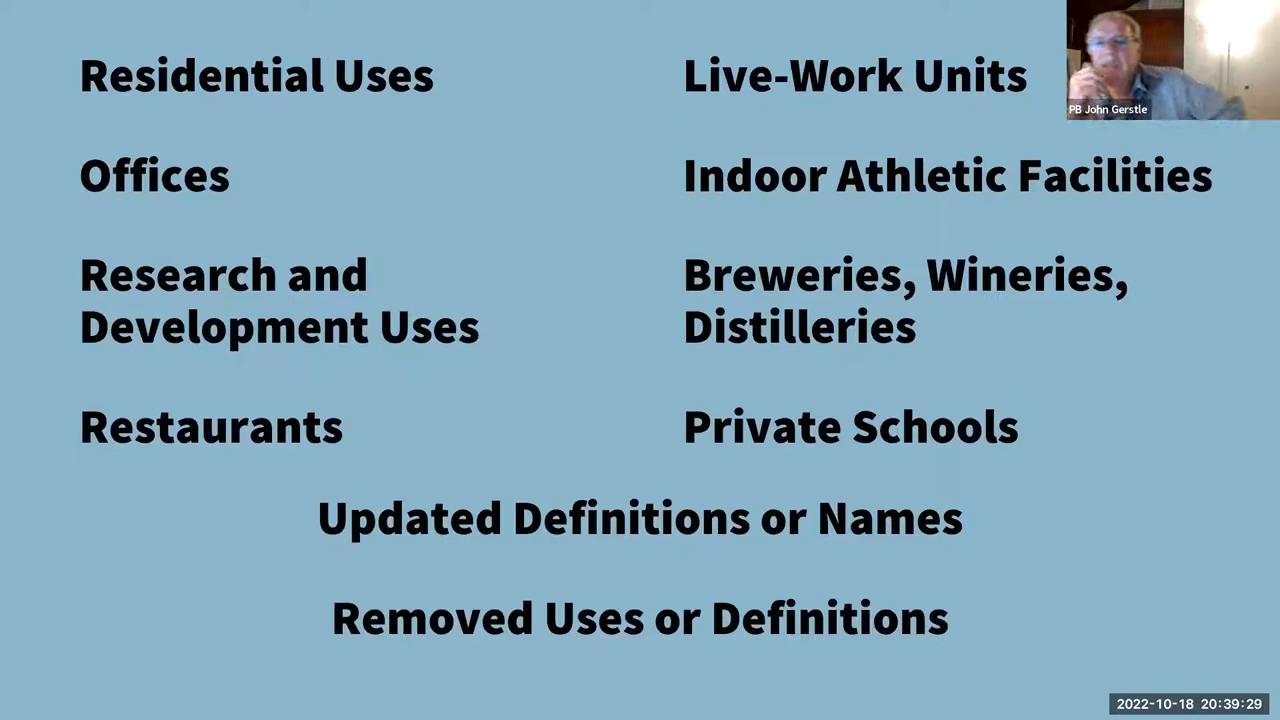 Residential Uses
Offices
Research and
Development Uses
Restaurants
Live-Work Units
Indoor Athletic Facilities
Breweries, Wineries,
Distilleries
Private Schools
Updated Definitions or Names
Removed Uses or Definitions
PB John Gerstle
2022-10-18 20:39:29